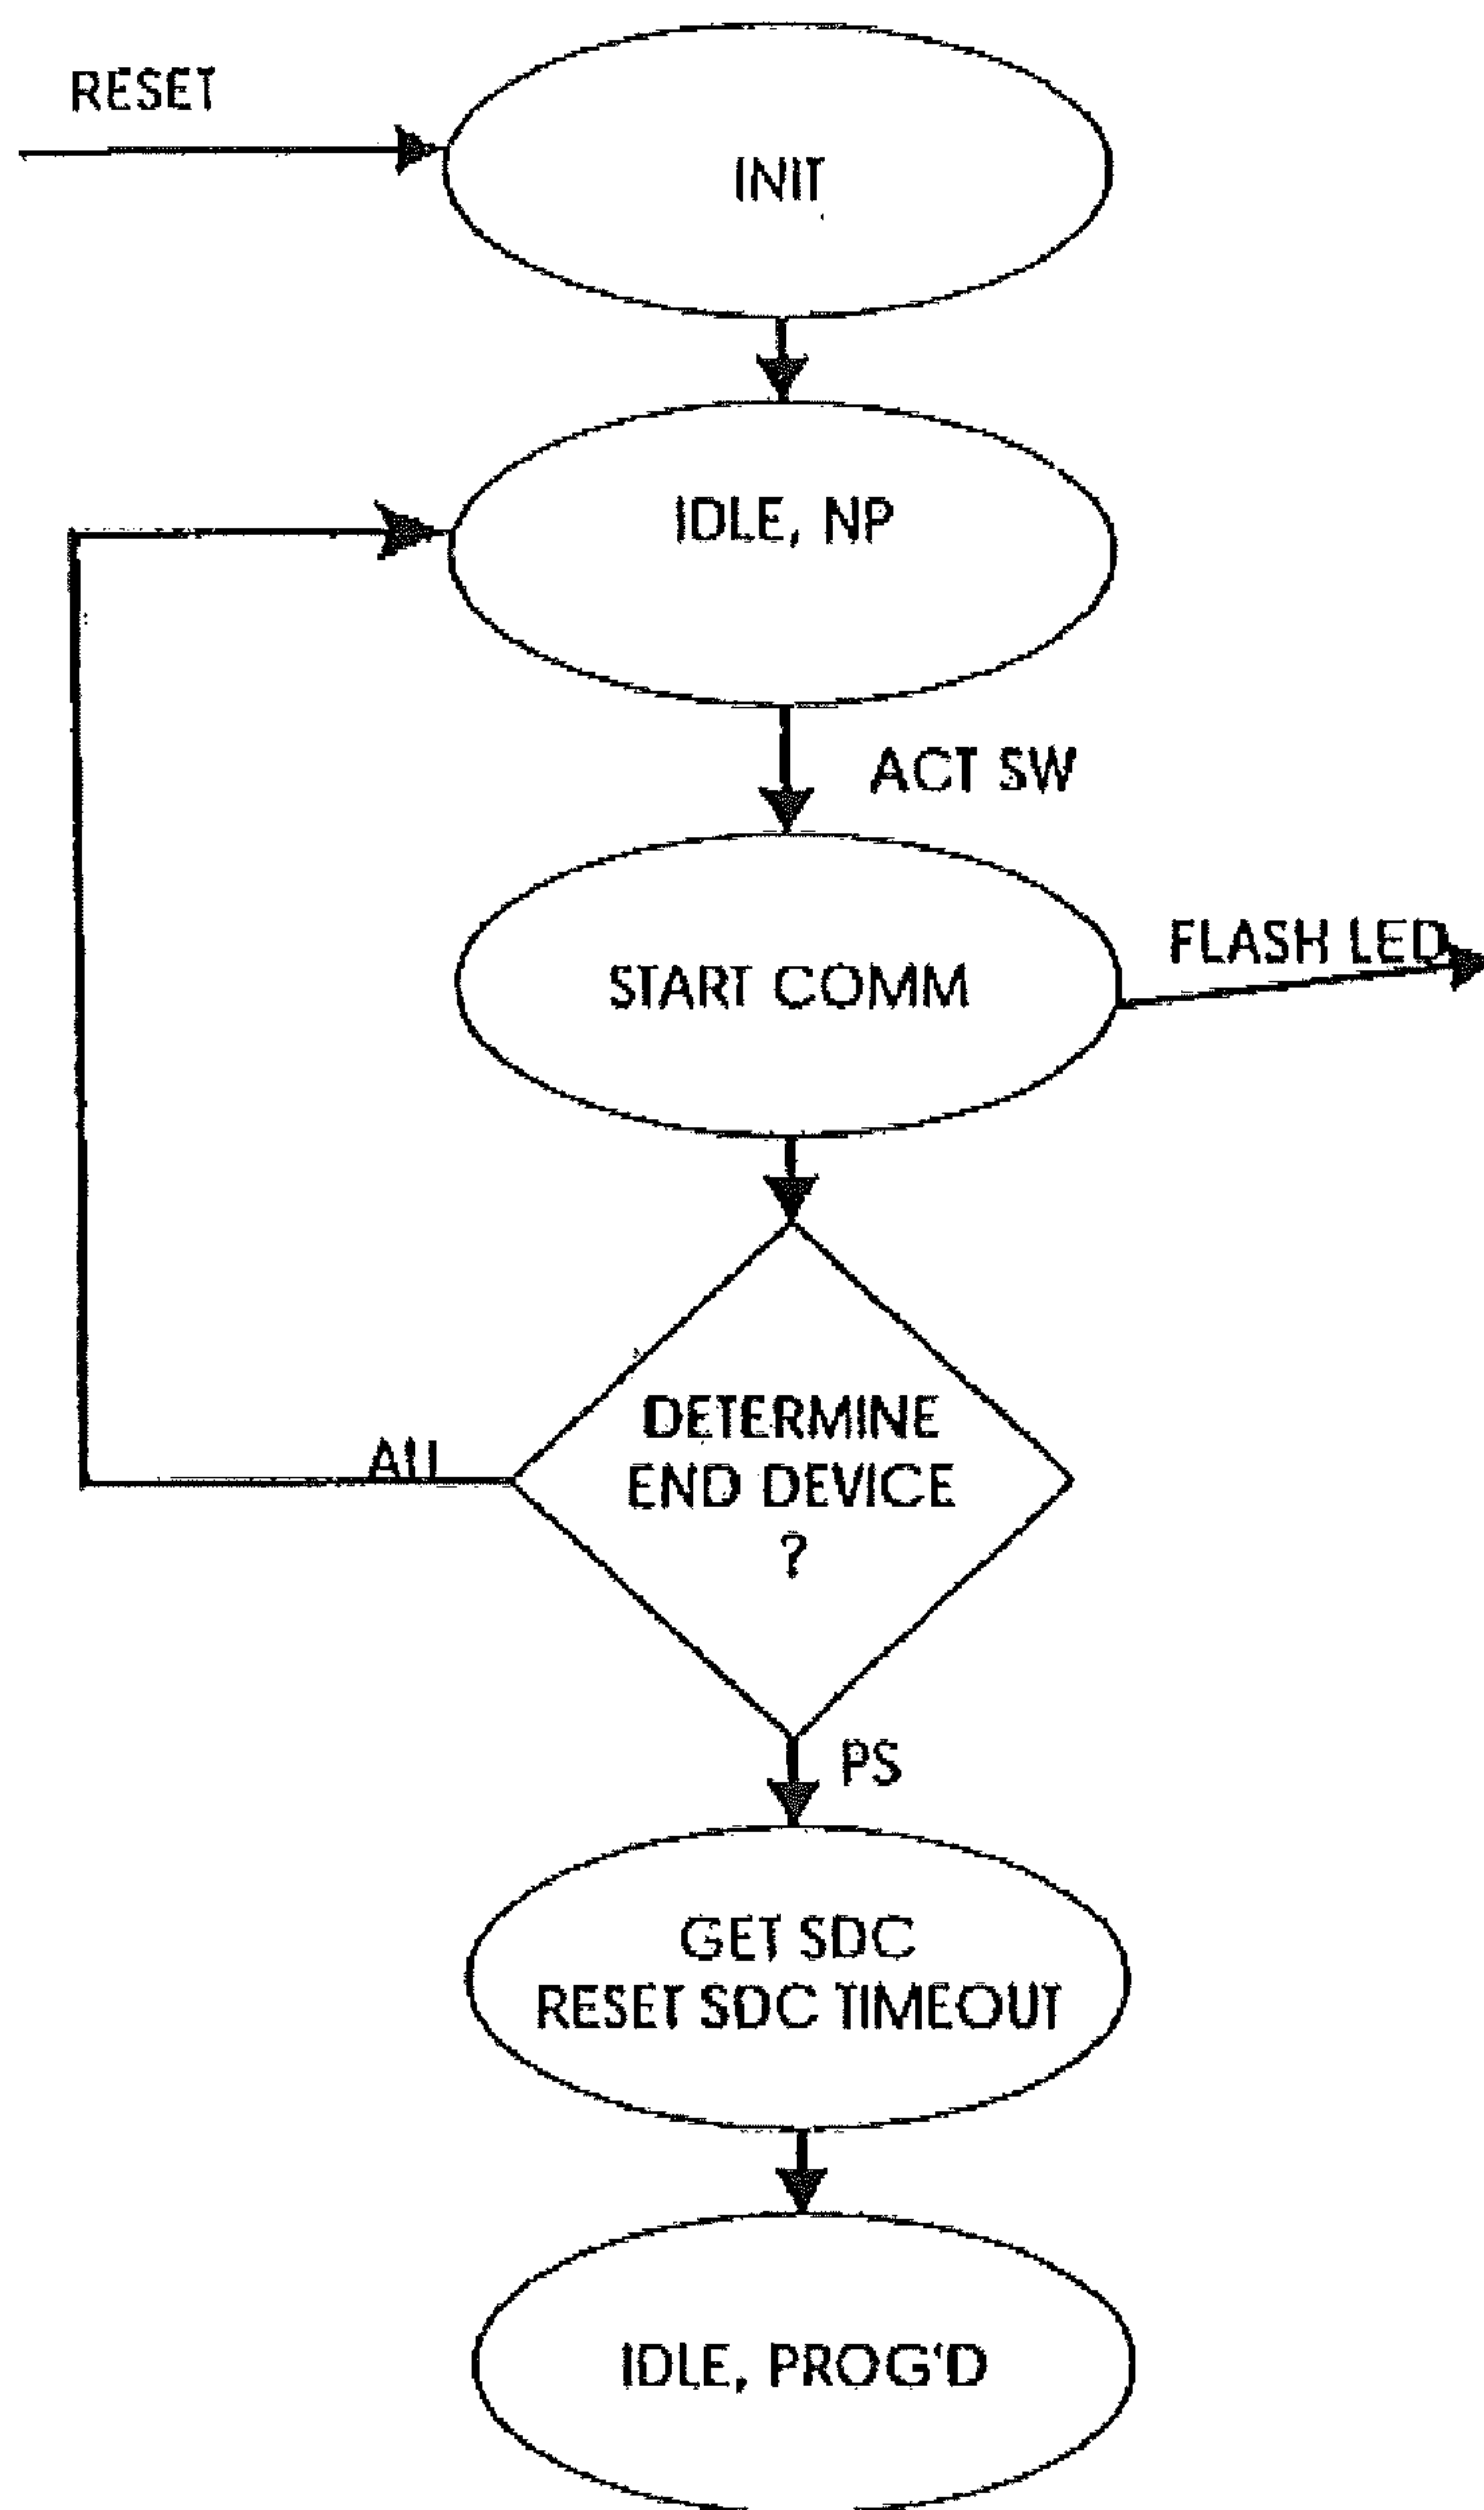 RESET
INIT
IDLE, NP
ACT SW
START COMM
FLASH LED
DETERMINE
END DEVICE
?
AU
PS
GET SDC
RESET SDC TIMEOUT
IDLE, PROG'D